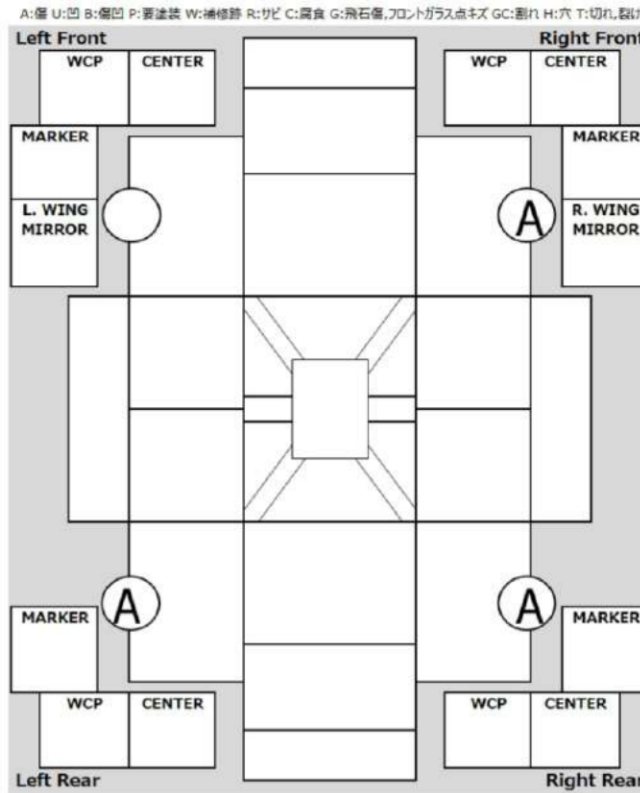 A:傷 U:凹 B:傷凹 P:要塗装 W:補修跡 R:サビ C:腐食 G:飛石傷,フロントガラス点キズ GC:割れ H:穴 T:切れ,裂け
Left Front
Right Front
WCP CENTER
WCP CENTER
MARKER
MARKER
L. WING
MIRROR
A
R. WING
MIRROR
A
A
MARKER
MARKER
WCP CENTER
WCP CENTER
Left Rear
Right Rear